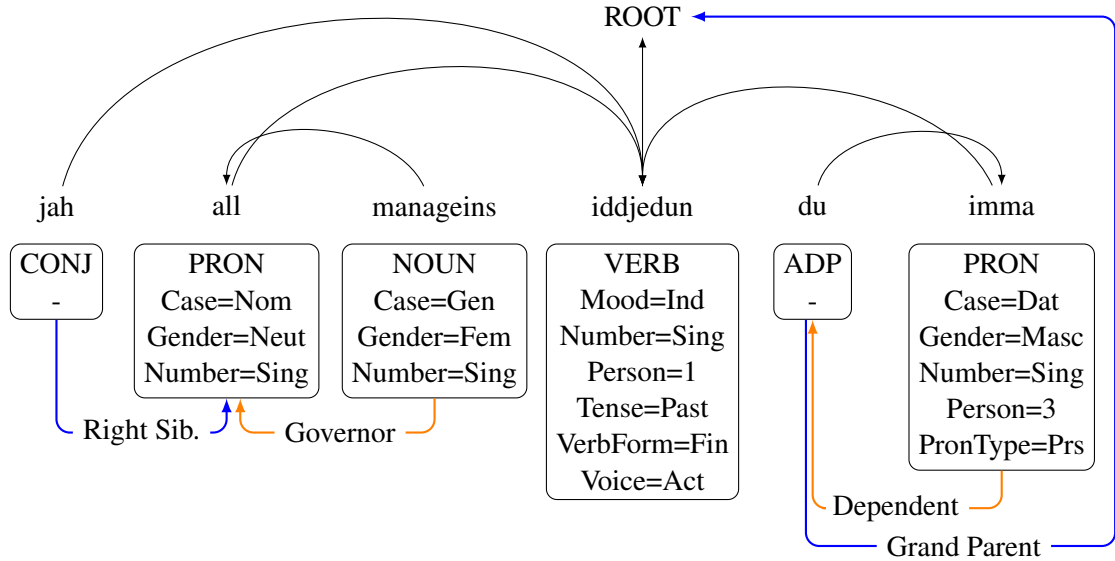 ROOT
jah all manageins iddjedun du imma
CONJ PRON NOUN VERB ADP PRON
- Case=Nom Case=Gen Mood=Ind - Case=Dat
Gender=Neut Gender=Fem Number=Sing Gender=Masc
Number=Sing Number=Sing Person=1 Number=Sing
Tense=Past Person=3
Right Sib. Governor VerbForm=Fin PronType=Prs
Voice=Act
Dependent
Grand Parent